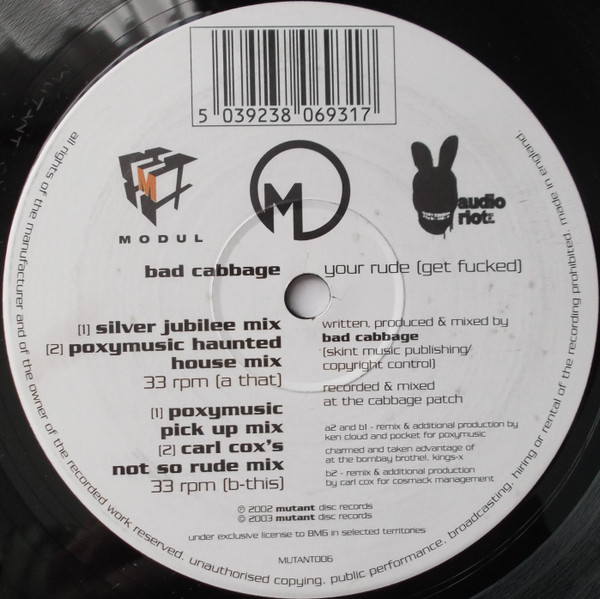 5 039238 069317
M
MODUL
M
audio
riotz
bad cabbage
your rude (get fucked)
[1] silver jubilee mix
[2] poxymusic haunted
house mix
33 rpm (a that)
[1] poxymusic
pick up mix
[2] carl cox's
not so rude mix
33 rpm (b-this)
written, produced & mixed by
bad cabbage
(skint music publishing/
copyright control)
recorded & mixed
at the cabbage patch
a2 and b1 - remix & additional production by
ken cloud and pocket for poxymusic
charmed and taken advantage of
at the bombay brothel, kings-x
b2 - remix & additional production
by carl cox for cosmack management
℗ 2002 mutant disc records
© 2003 mutant disc records
under exclusive license to BMG in selected territories
MUTANT006
all rights of the manufacturer and of the owner of the recorded work reserved. unauthorised copying, public performance, broadcasting, hiring or rental of the recording prohibited. made in england.
MUTANT